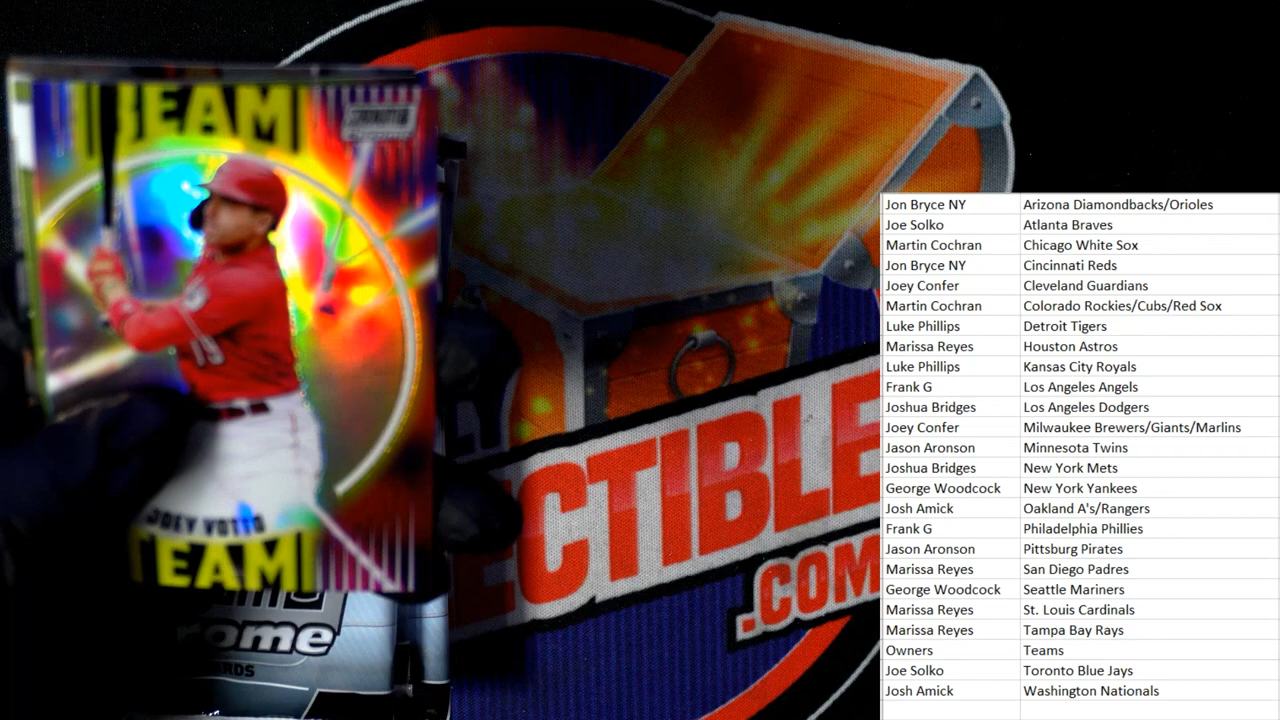 BEAM
STADIUM
JOEY VOTTO
TEAM
19
rome
RDS
ECTIBLE
.COM
Jon Bryce NY Arizona Diamondbacks/Orioles
Joe Solko Atlanta Braves
Martin Cochran Chicago White Sox
Jon Bryce NY Cincinnati Reds
Joey Confer Cleveland Guardians
Martin Cochran Colorado Rockies/Cubs/Red Sox
Luke Phillips Detroit Tigers
Marissa Reyes Houston Astros
Luke Phillips Kansas City Royals
Frank G Los Angeles Angels
Joshua Bridges Los Angeles Dodgers
Joey Confer Milwaukee Brewers/Giants/Marlins
Jason Aronson Minnesota Twins
Joshua Bridges New York Mets
George Woodcock New York Yankees
Josh Amick Oakland A's/Rangers
Frank G Philadelphia Phillies
Jason Aronson Pittsburg Pirates
Marissa Reyes San Diego Padres
George Woodcock Seattle Mariners
Marissa Reyes St. Louis Cardinals
Marissa Reyes Tampa Bay Rays
Owners Teams
Joe Solko Toronto Blue Jays
Josh Amick Washington Nationals